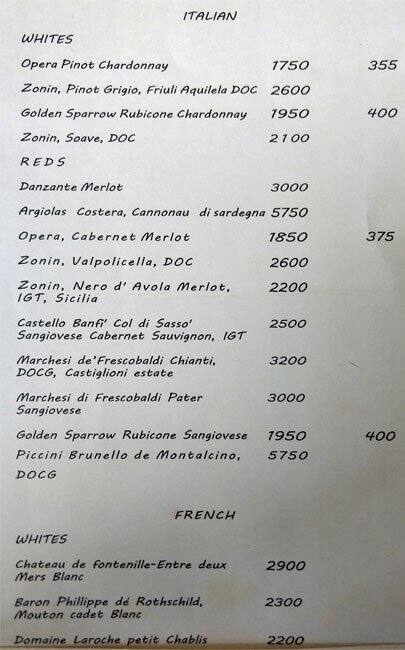 ITALIAN
WHITES
Opera Pinot Chardonnay 1750 355
Zonin, Pinot Grigio, Friuli Aquilela DOC 2600
Golden Sparrow Rubicone Chardonnay 1950 400
Zonin, Soave, DOC 2100
REDS
Danzante Merlot 3000
Argiolas Costera, Cannonau di sardegna 5750
Opera, Cabernet Merlot 1850 375
Zonin, Valpolicella, DOC 2600
Zonin, Nero d' Avola Merlot, 2200
IGT, Sicilia
Castello Banfi' Col di Sasso' 2500
Sangiovese Cabernet Sauvignon, IGT
Marchesi de'Frescobaldi Chianti, 3200
DOCG, Castiglioni estate
Marchesi di Frescobaldi Pater 3000
Sangiovese
Golden Sparrow Rubicone Sangiovese 1950 400
Piccini Brunello de Montalcino, 5750
DOCG
FRENCH
WHITES
Chateau de fontenille-Entre deux 2900
Mers Blanc
Baron Phillippe dé Rothschild, 2300
Mouton cadet Blanc
Domaine Laroche petit Chablis 2200